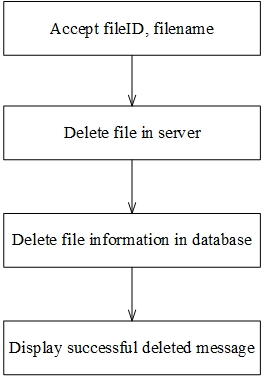 Accept fileID, filename
Delete file in server
Delete file information in database
Display successful deleted message